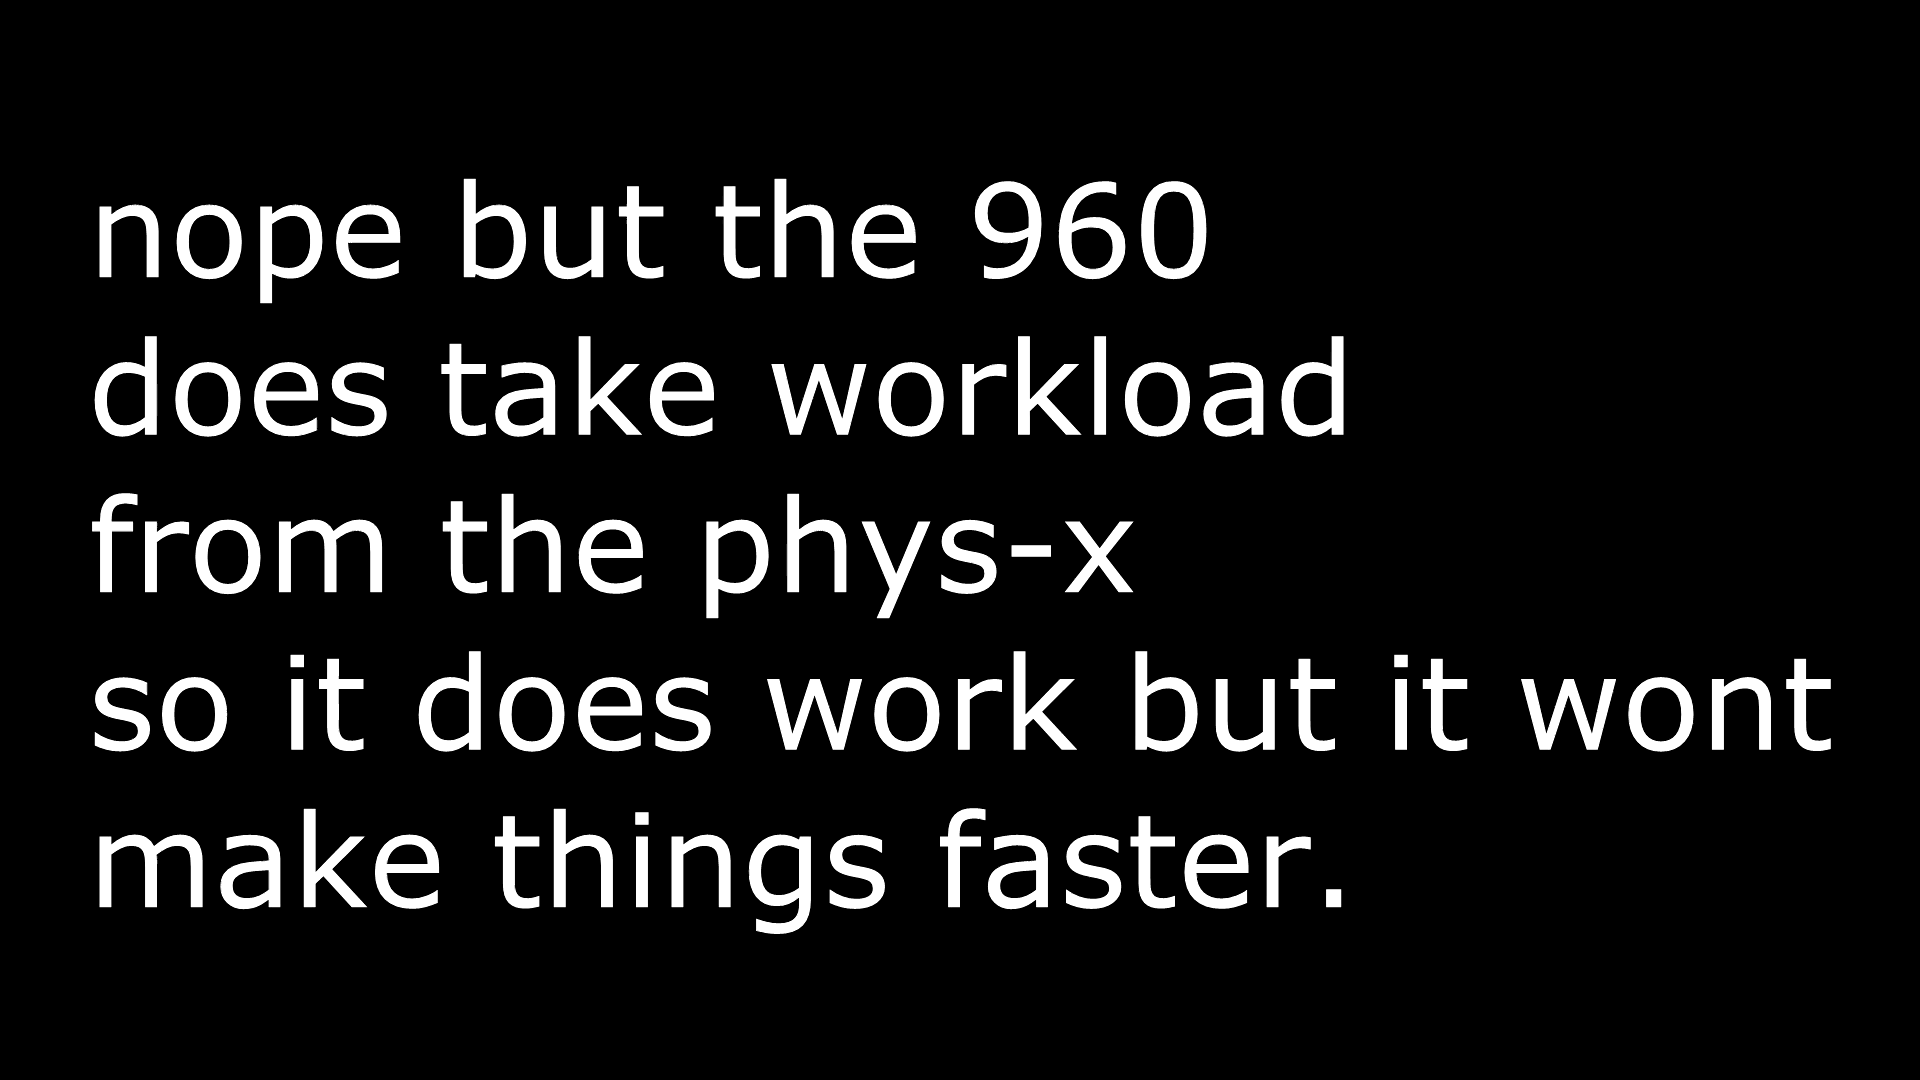 nope but the 960
does take workload
from the phys-x
so it does work but it wont
make things faster.